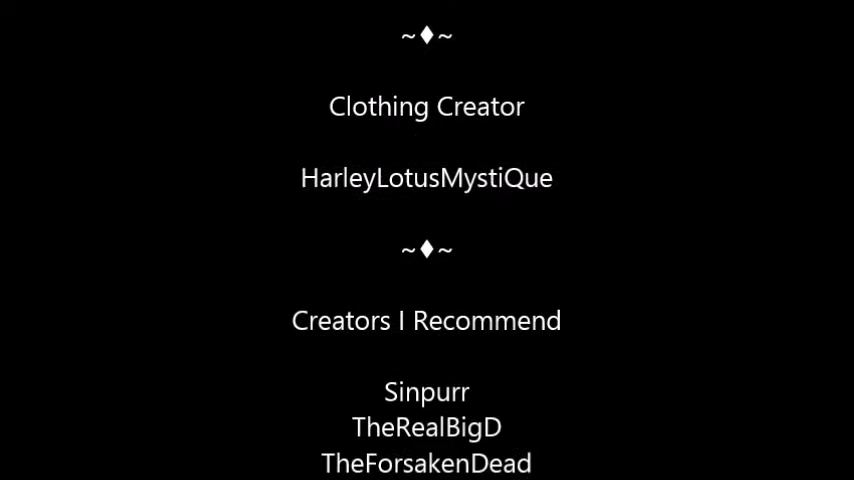 ~♦~
Clothing Creator
HarleyLotusMystiQue
~♦~
Creators I Recommend
Sinpurr
TheRealBigD
TheForsakenDead